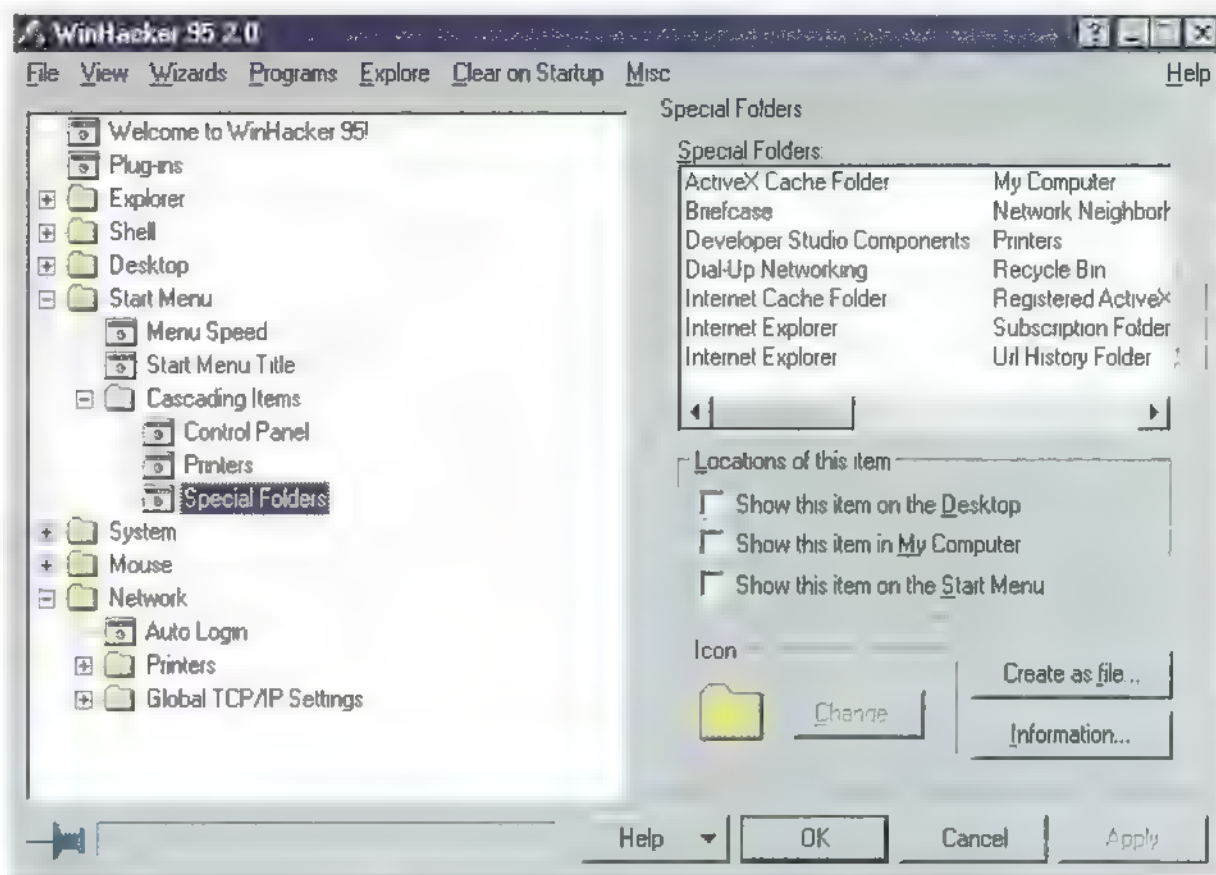 WinHacker 95 2.0
File View Wizards Programs Explore Clear on Startup Misc Help
Welcome to WinHacker 95!
Plug-ins
Explorer
Shell
Desktop
Start Menu
Menu Speed
Start Menu Title
Cascading Items
Control Panel
Printers
Special Folders
System
Mouse
Network
Auto Login
Printers
Global TCP/IP Settings
Special Folders
Special Folders:
ActiveX Cache Folder My Computer
Briefcase Network Neighborh
Developer Studio Components Printers
Dial-Up Networking Recycle Bin
Internet Cache Folder Registered ActiveX
Internet Explorer Subscription Folder
Internet Explorer Url History Folder
Locations of this item
Show this item on the Desktop
Show this item in My Computer
Show this item on the Start Menu
Icon
Change
Create as file...
Information...
Help OK Cancel Apply